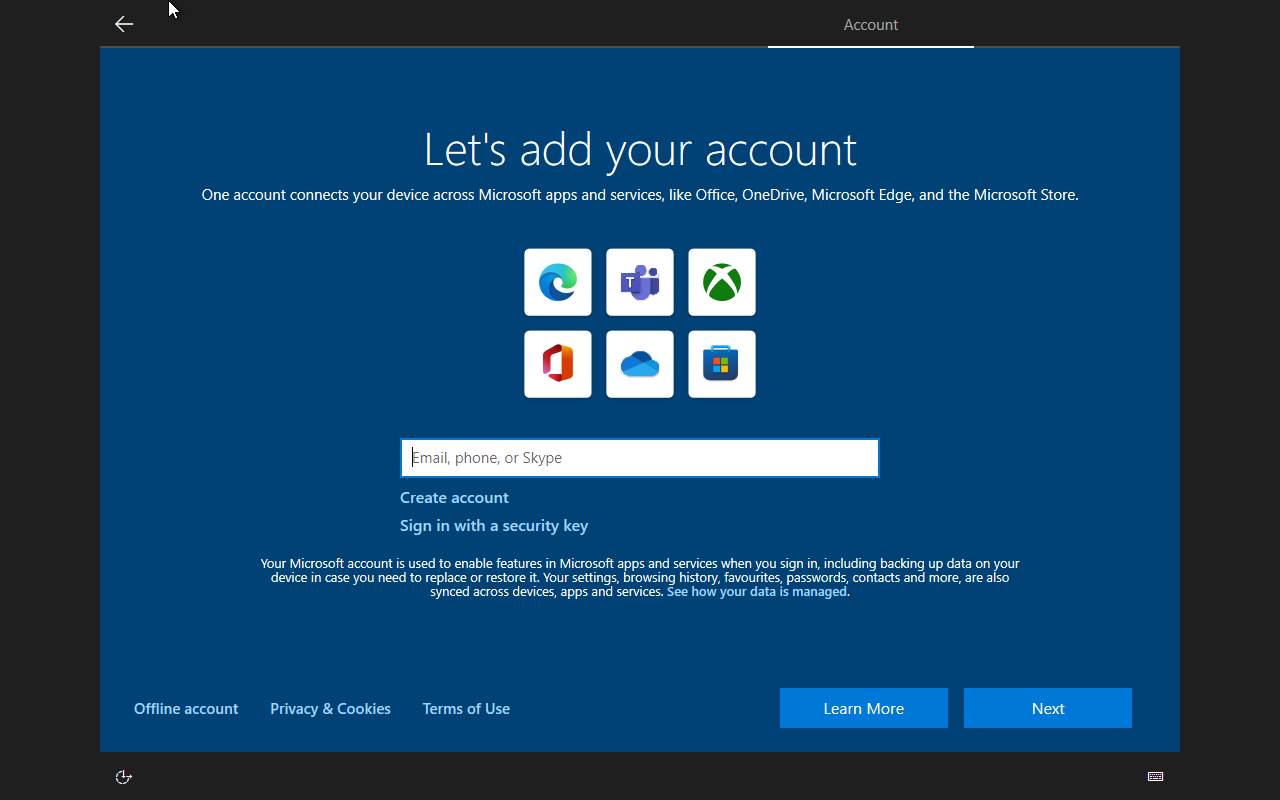 Account
Let's add your account
One account connects your device across Microsoft apps and services, like Office, OneDrive, Microsoft Edge, and the Microsoft Store.
T
Email, phone, or Skype
Create account
Sign in with a security key
Your Microsoft account is used to enable features in Microsoft apps and services when you sign in, including backing up data on your
device in case you need to replace or restore it. Your settings, browsing history, favourites, passwords, contacts and more, are also
synced across devices, apps and services. See how your data is managed.
Offline account Privacy & Cookies Terms of Use Learn More Next